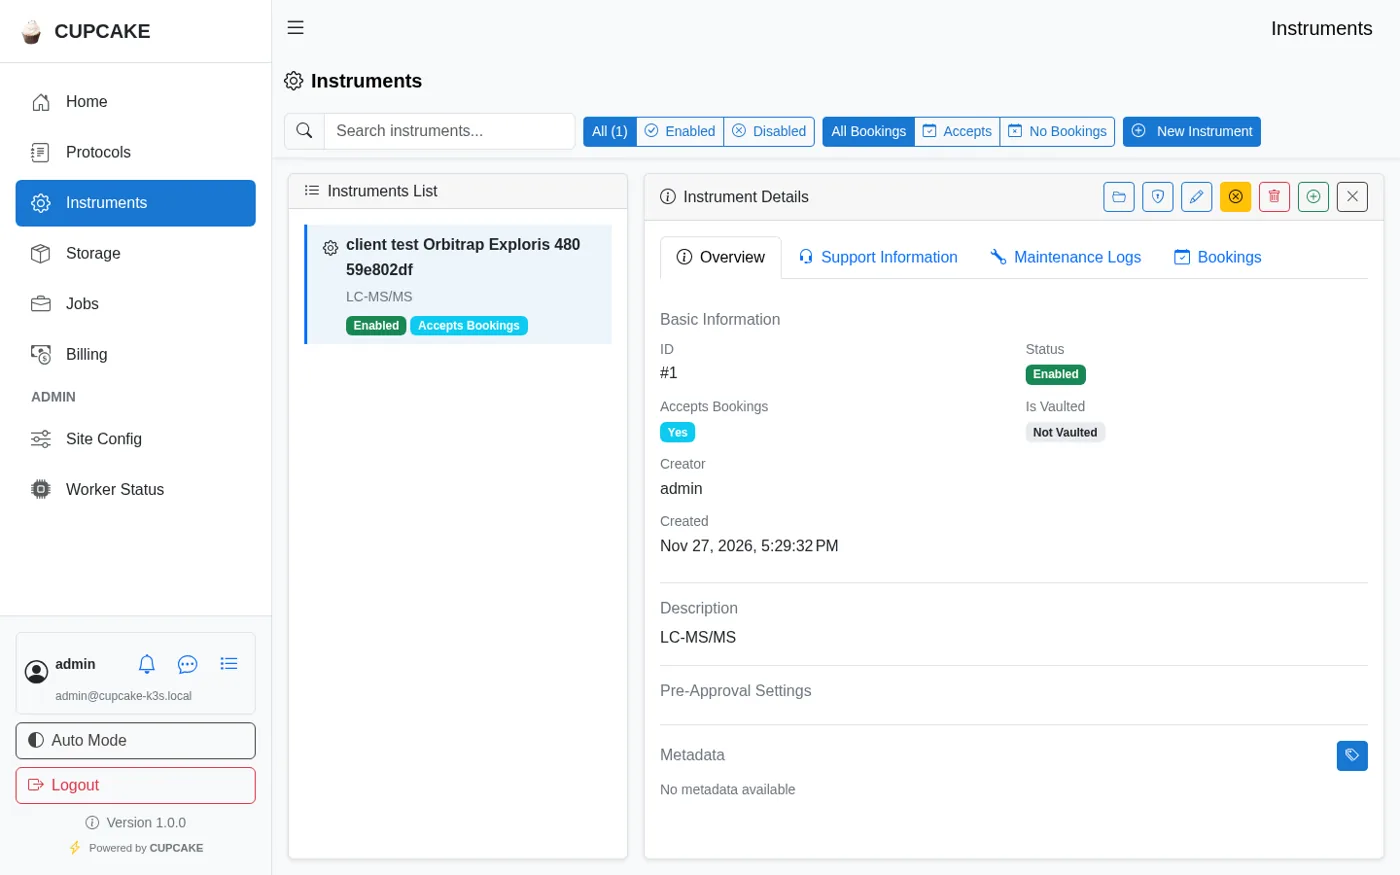 CUPCAKE
Home
Protocols
Instruments
Storage
Jobs
Billing
ADMIN
Site Config
Worker Status
admin
admin@cupcake-k3s.local
Auto Mode
Logout
Version 1.0.0
Powered by CUPCAKE
Instruments
Instruments
Search instruments...
All (1)
Enabled
Disabled
All Bookings
Accepts
No Bookings
New Instrument
Instruments List
client test Orbitrap Exploris 480
59e802df
LC-MS/MS
Enabled
Accepts Bookings
Instrument Details
Overview
Support Information
Maintenance Logs
Bookings
Basic Information
ID
#1
Status
Enabled
Accepts Bookings
Yes
Is Vaulted
Not Vaulted
Creator
admin
Created
Nov 27, 2026, 5:29:32 PM
Description
LC-MS/MS
Pre-Approval Settings
Metadata
No metadata available